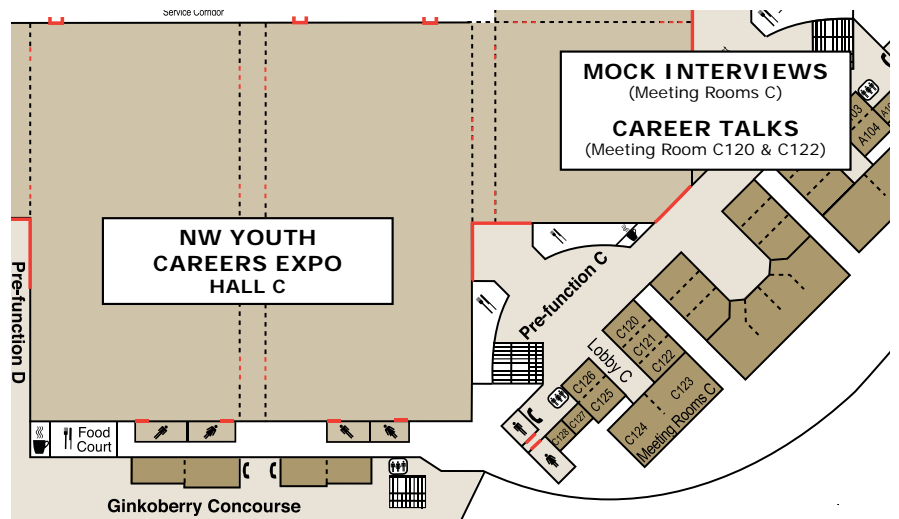 Service Corridor
MOCK INTERVIEWS
(Meeting Rooms C)
CAREER TALKS
(Meeting Room C120 & C122)
A104
NW YOUTH
CAREERS EXPO
HALL C
Pre-function D
Pre-function C
C120
C121
C122
C123
C124
Meeting Rooms C
Lobby C
C126
C125
C127
C128
Food
Court
Ginkoberry Concourse